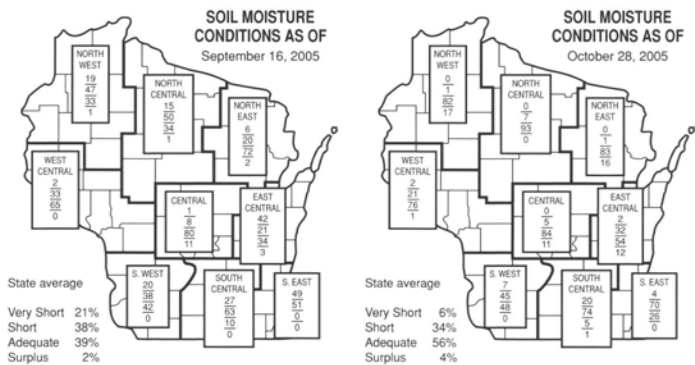 SOIL MOISTURE
CONDITIONS AS OF
September 16, 2005
NORTH
WEST
19
47
33
1
NORTH
CENTRAL
15
50
34
1
NORTH
EAST
6
20
72
2
WEST
CENTRAL
2
33
65
0
CENTRAL
1
8
80
11
EAST
CENTRAL
42
21
34
3
S. WEST
20
38
42
0
SOUTH
CENTRAL
27
63
10
0
S. EAST
49
51
0
0
State average
Very Short 21%
Short 38%
Adequate 39%
Surplus 2%
SOIL MOISTURE
CONDITIONS AS OF
October 28, 2005
NORTH
WEST
0
1
82
17
NORTH
CENTRAL
0
7
93
0
NORTH
EAST
0
1
83
16
WEST
CENTRAL
2
21
76
1
CENTRAL
0
5
84
11
EAST
CENTRAL
2
32
54
12
S. WEST
7
45
48
0
SOUTH
CENTRAL
20
74
5
1
S. EAST
4
70
26
0
State average
Very Short 6%
Short 34%
Adequate 56%
Surplus 4%